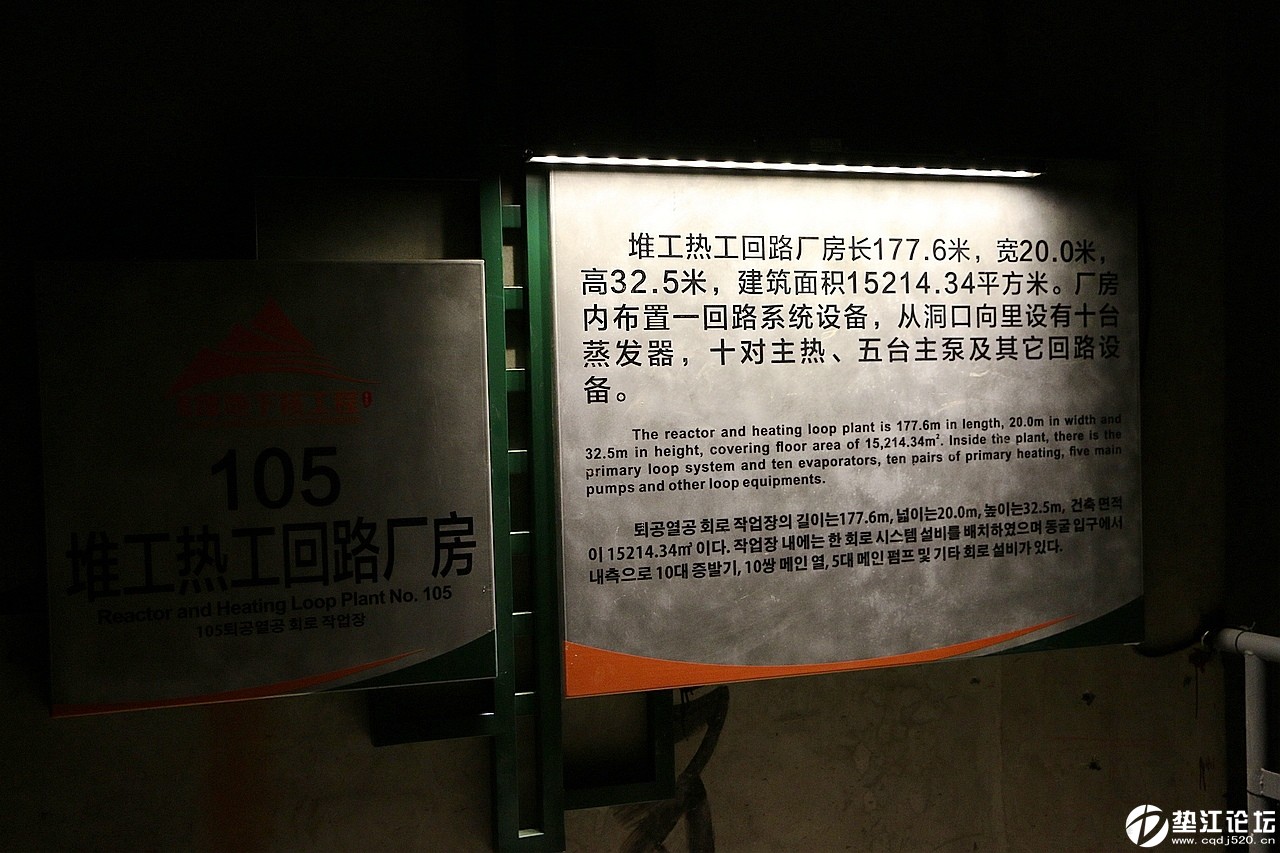 105
堆工热工回路厂房
Reactor and Heating Loop Plant No. 105
105퇴공열공 회로 작업장
堆工热工回路厂房长177.6米，宽20.0米，
高32.5米，建筑面积15214.34平方米。厂房
内布置一回路系统设备，从洞口向里设有十台
蒸发器，十对主热、五台主泵及其它回路设
备。
The reactor and heating loop plant is 177.6m in length, 20.0m in width and
32.5m in height, covering floor area of 15,214.34m². Inside the plant, there is the
primary loop system and ten evaporators, ten pairs of primary heating, five main
pumps and other loop equipments.
퇴공열공 회로 작업장의 길이는177.6m, 넓이는20.0m, 높이는32.5m, 건축 면적
이 15214.34㎡ 이다. 작업장 내에는 한 회로 시스템 설비를 배치하였으며 동굴 입구에서
내측으로 10대 증발기, 10쌍 메인 열, 5대 메인 펌프 및 기타 회로 설비가 있다.
垫江论坛
www.cqdj520.cn